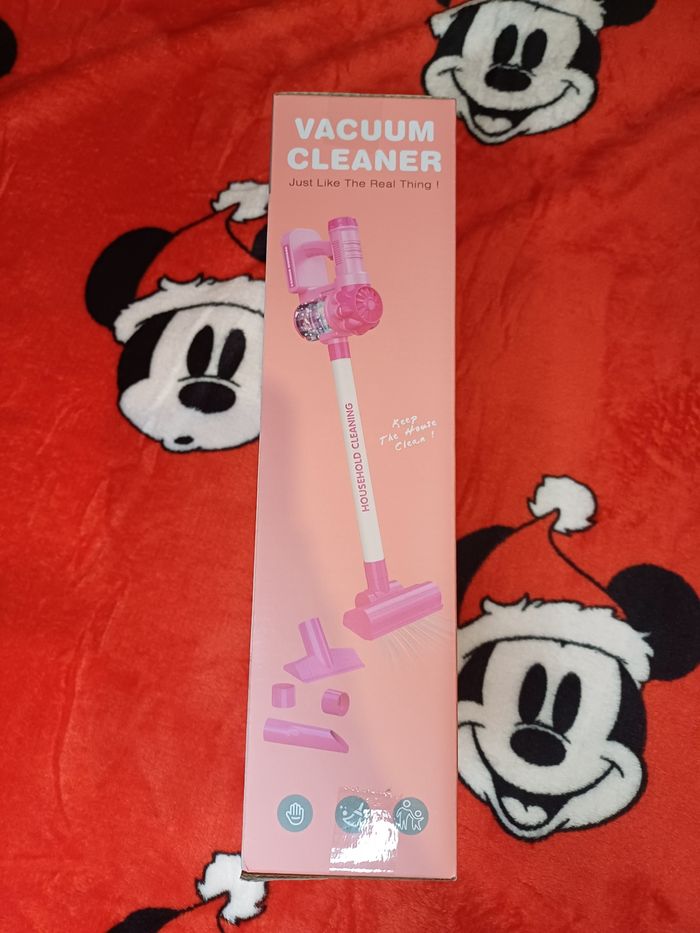 VACUUM
CLEANER
Just Like The Real Thing !
HOUSEHOLD CLEANING
Keep
The House
Clean !